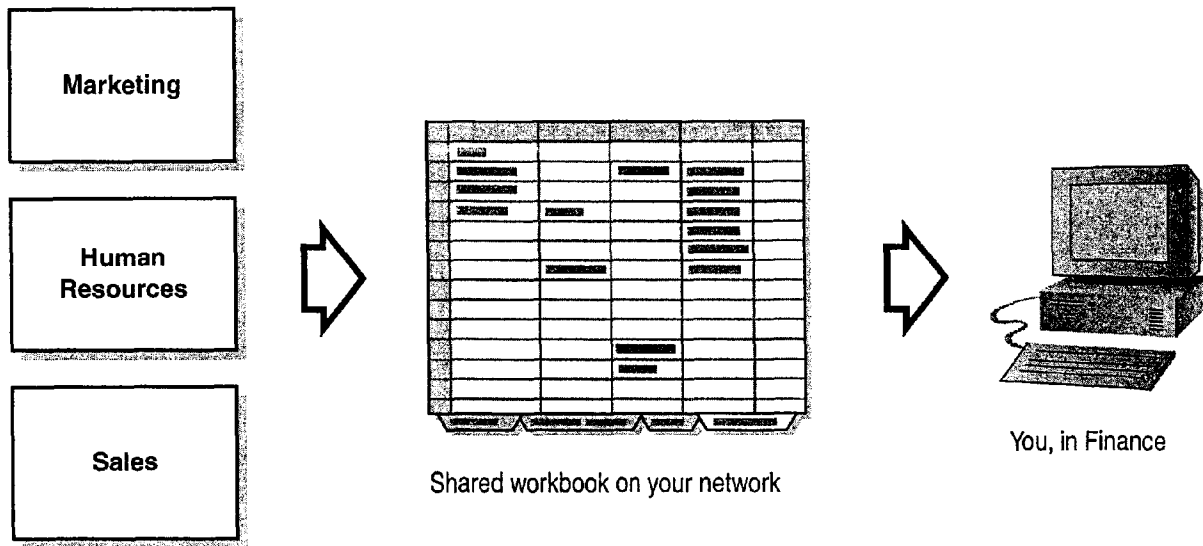 Marketing
Human
Resources
Sales
Shared workbook on your network
You, in Finance